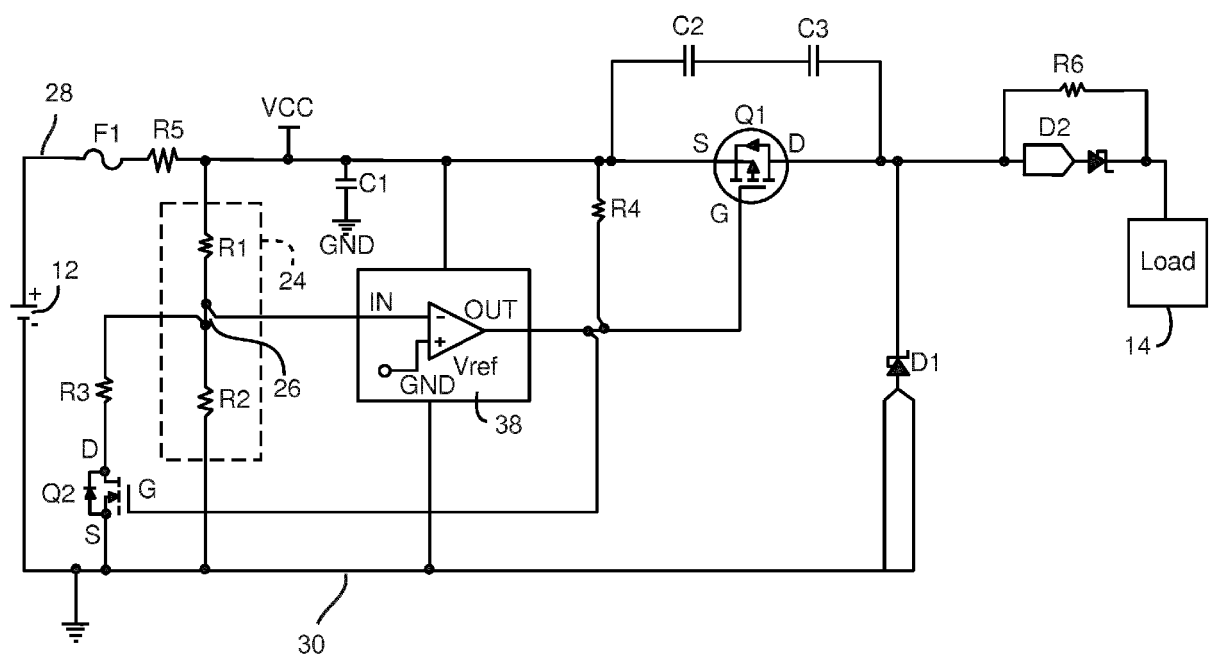 C2
C3
R6
28
F1
R5
VCC
Q1
D2
S
D
C1
R4
G
GND
R1
24
Load
12
+
-
IN
OUT
-
+
Vref
GND
14
D1
26
R3
R2
38
D
Q2
G
S
30